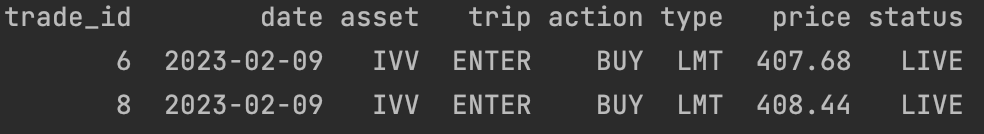 trade_id date asset trip action type price status
6 2023-02-09 IVV ENTER BUY LMT 407.68 LIVE
8 2023-02-09 IVV ENTER BUY LMT 408.44 LIVE